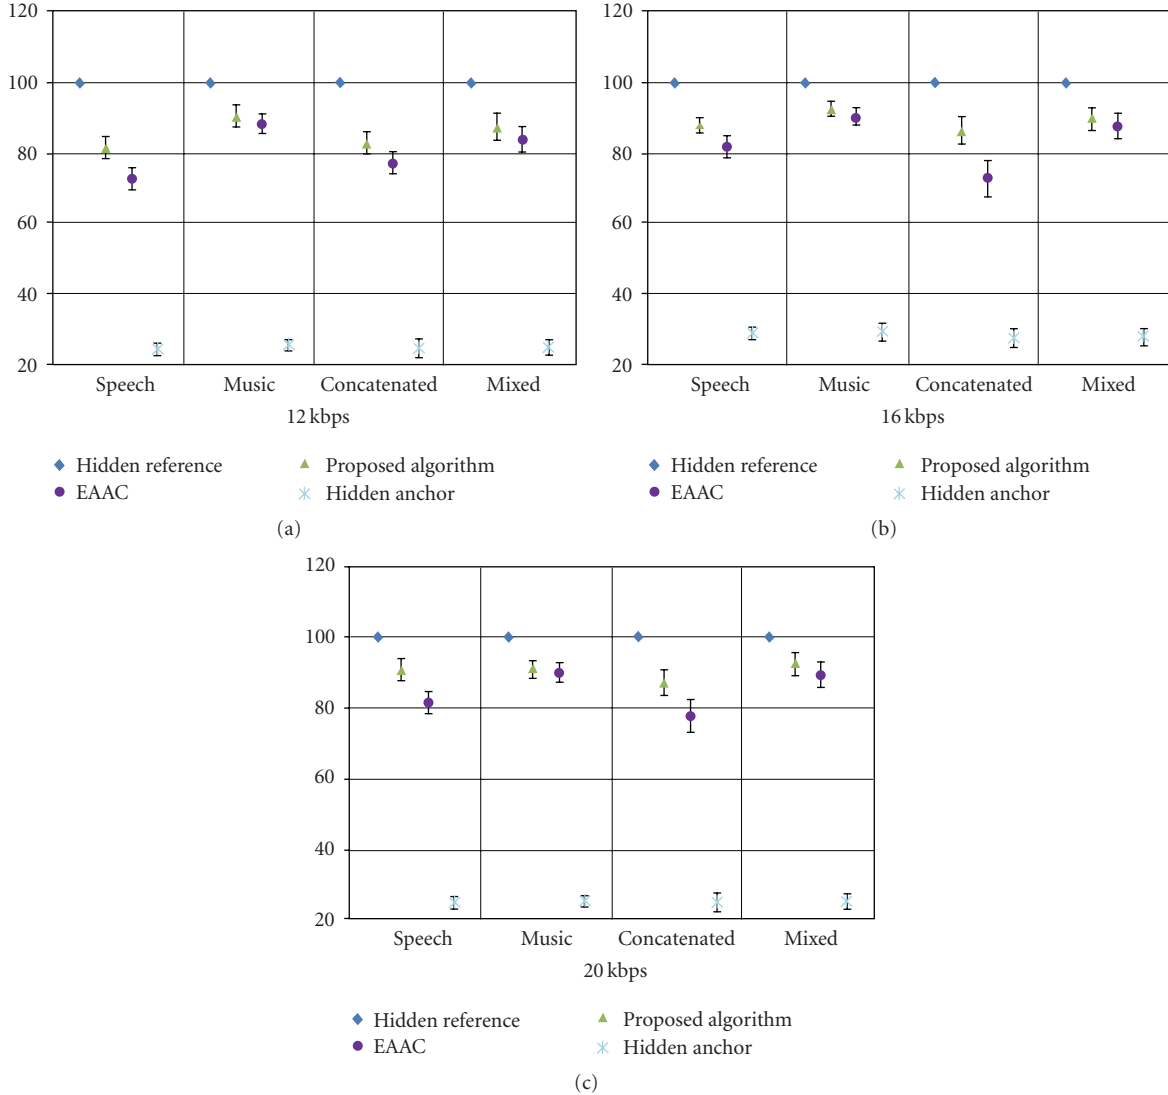 120
100
80
60
40
20
Speech Music Concatenated Mixed
12 kbps
Hidden reference Proposed algorithm
EAAC Hidden anchor
(a)
120
100
80
60
40
20
Speech Music Concatenated Mixed
16 kbps
Hidden reference Proposed algorithm
EAAC Hidden anchor
(b)
120
100
80
60
40
20
Speech Music Concatenated Mixed
20 kbps
Hidden reference Proposed algorithm
EAAC Hidden anchor
(c)